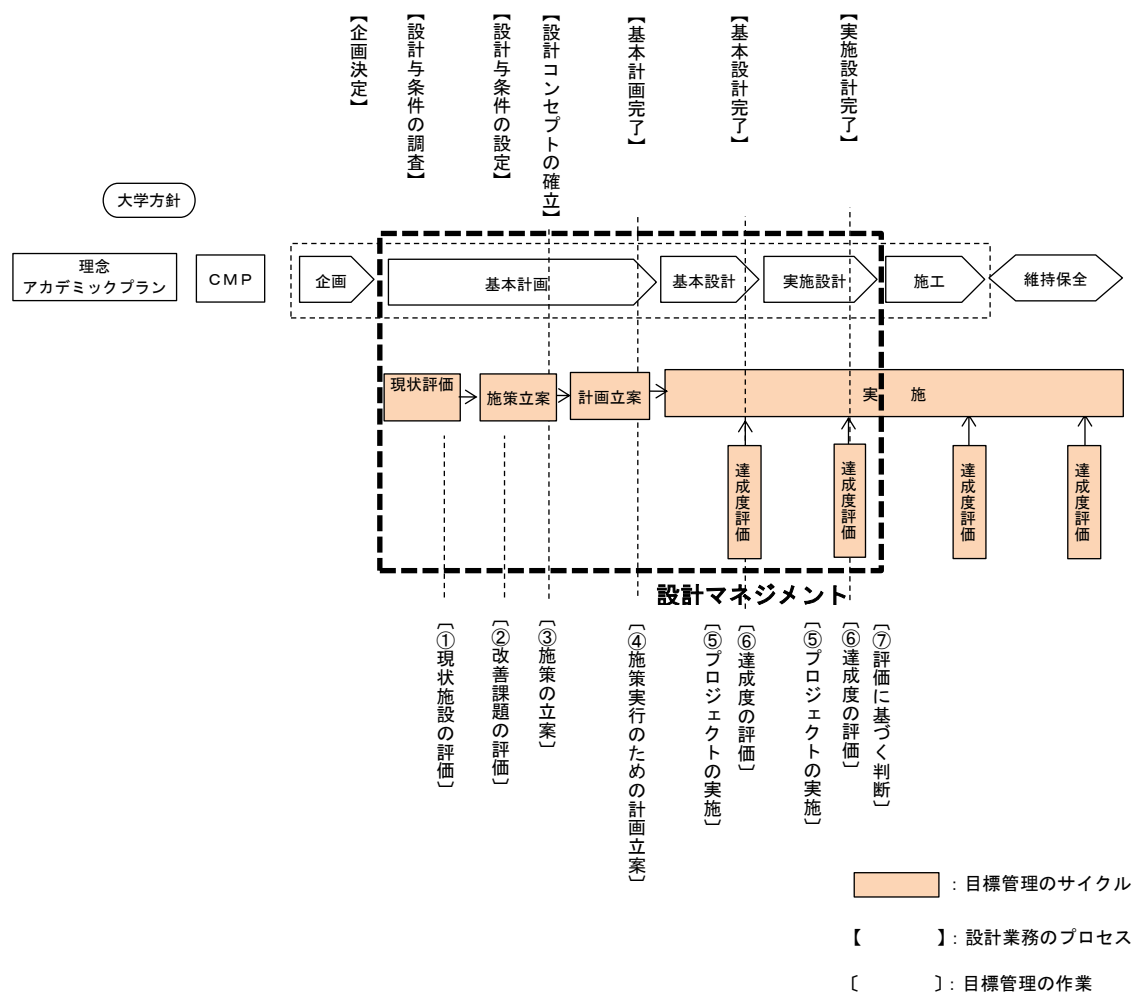 【企画決定】
【設計与条件の調査】
【設計与条件の設定】
【設計コンセプトの確立】
【基本計画完了】
【基本設計完了】
【実施設計完了】
大学方針
理念
アカデミックプラン
ＣＭＰ
企画
基本計画
基本設計
実施設計
施工
維持保全
現状評価
施策立案
計画立案
実　施
達成度評価
達成度評価
達成度評価
達成度評価
設計マネジメント
〔①現状施設の評価〕
〔②改善課題の評価〕
〔③施策の立案〕
〔④施策実行のための計画立案〕
〔⑤プロジェクトの実施〕
〔⑥達成度の評価〕
〔⑤プロジェクトの実施〕
〔⑥達成度の評価〕
〔⑦評価に基づく判断〕
：目標管理のサイクル
【　　　】：設計業務のプロセス
〔　　　〕：目標管理の作業